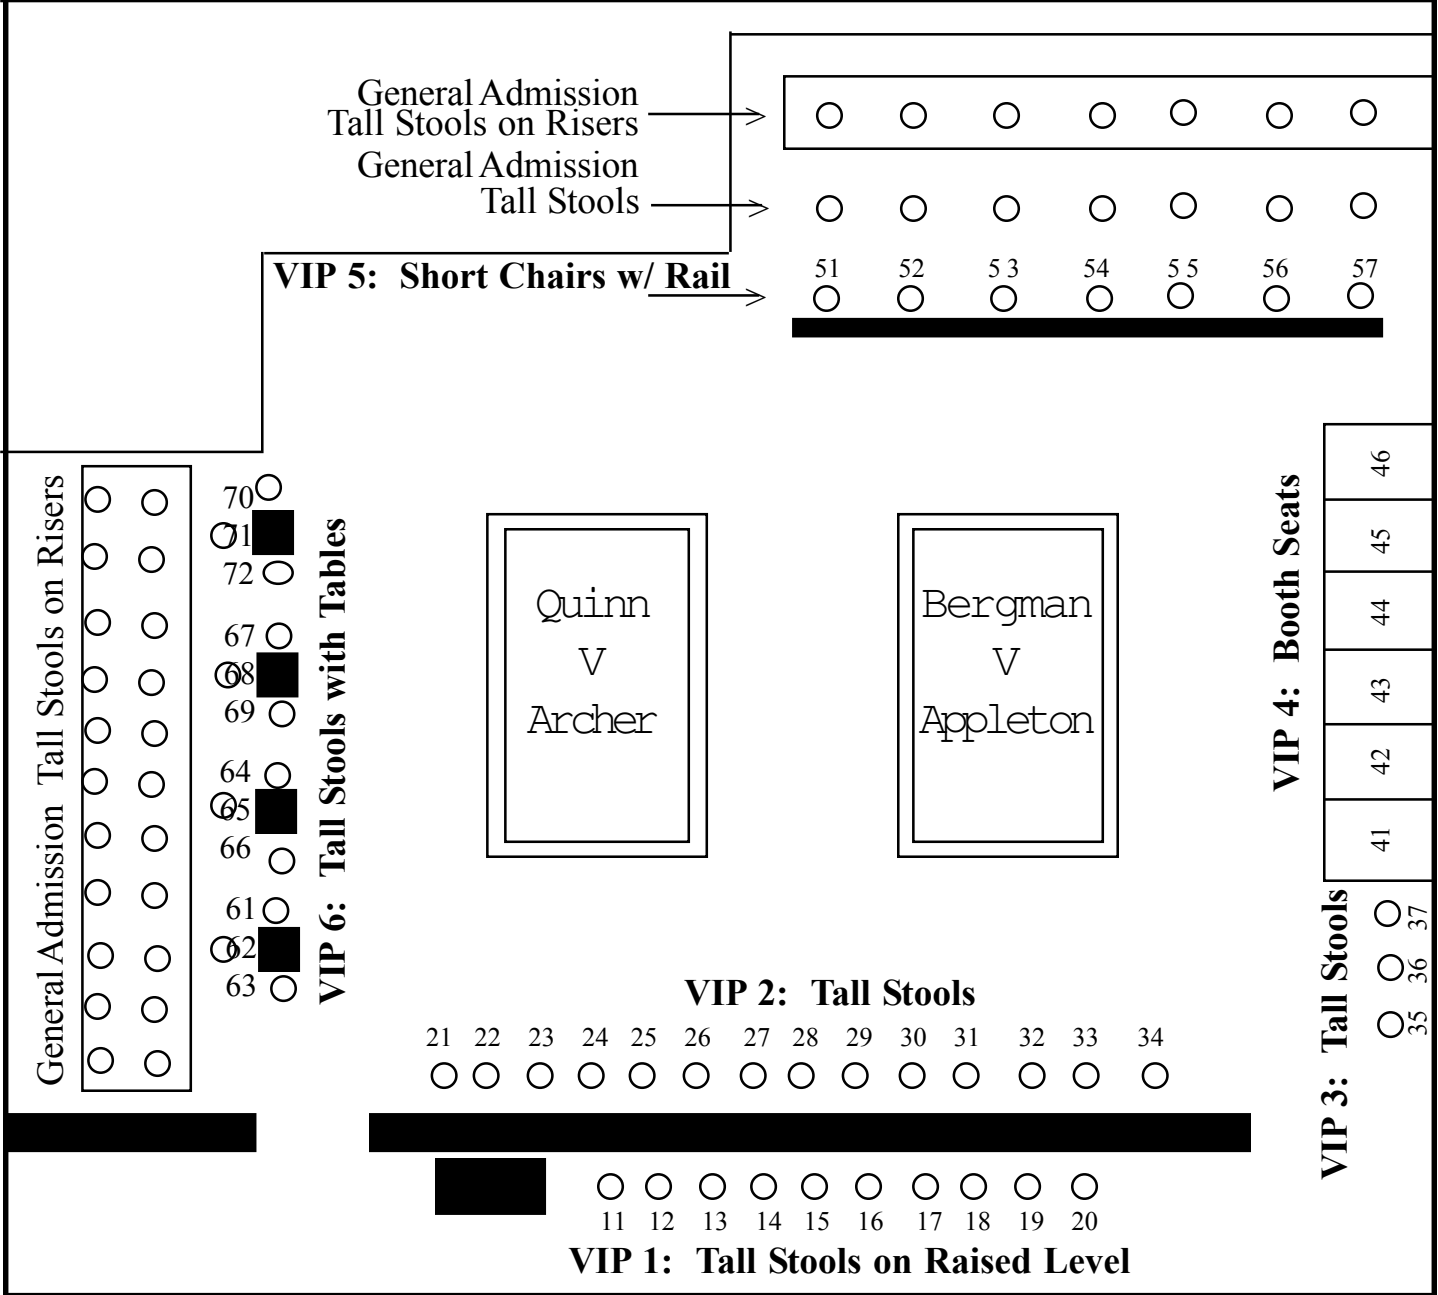 General Admission
Tall Stools on Risers
General Admission
Tall Stools
VIP 5: Short Chairs w/ Rail
51 52 5 3 54 5 5 56 57
General Admission Tall Stools on Risers
70
71
72
67
68
69
64
65
66
61
62
63
VIP 6: Tall Stools with Tables
Quinn
V
Archer
Bergman
V
Appleton
VIP 4: Booth Seats
46
45
44
43
42
41
VIP 3: Tall Stools
37
36
35
VIP 2: Tall Stools
21 22 23 24 25 26 27 28 29 30 31 32 33 34
11 12 13 14 15 16 17 18 19 20
VIP 1: Tall Stools on Raised Level